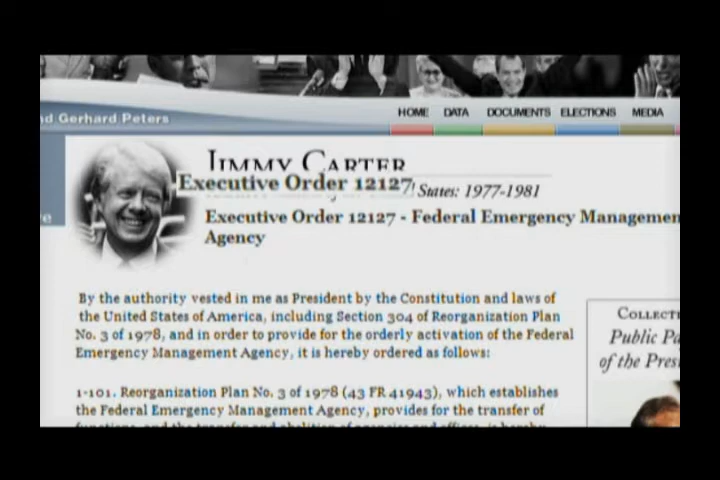 nd Gerhard Peters
HOME DATA DOCUMENTS ELECTIONS MEDIA
JIMMY CARTER
Executive Order 12127
States: 1977-1981
Executive Order 12127 - Federal Emergency Managemen
Agency
By the authority vested in me as President by the Constitution and laws of
the United States of America, including Section 304 of Reorganization Plan
No. 3 of 1978, and in order to provide for the orderly activation of the Federal
Emergency Management Agency, it is hereby ordered as follows:
1-101. Reorganization Plan No. 3 of 1978 (43 FR 41943), which establishes
the Federal Emergency Management Agency, provides for the transfer of
COLLECT
Public Pa
of the Pres